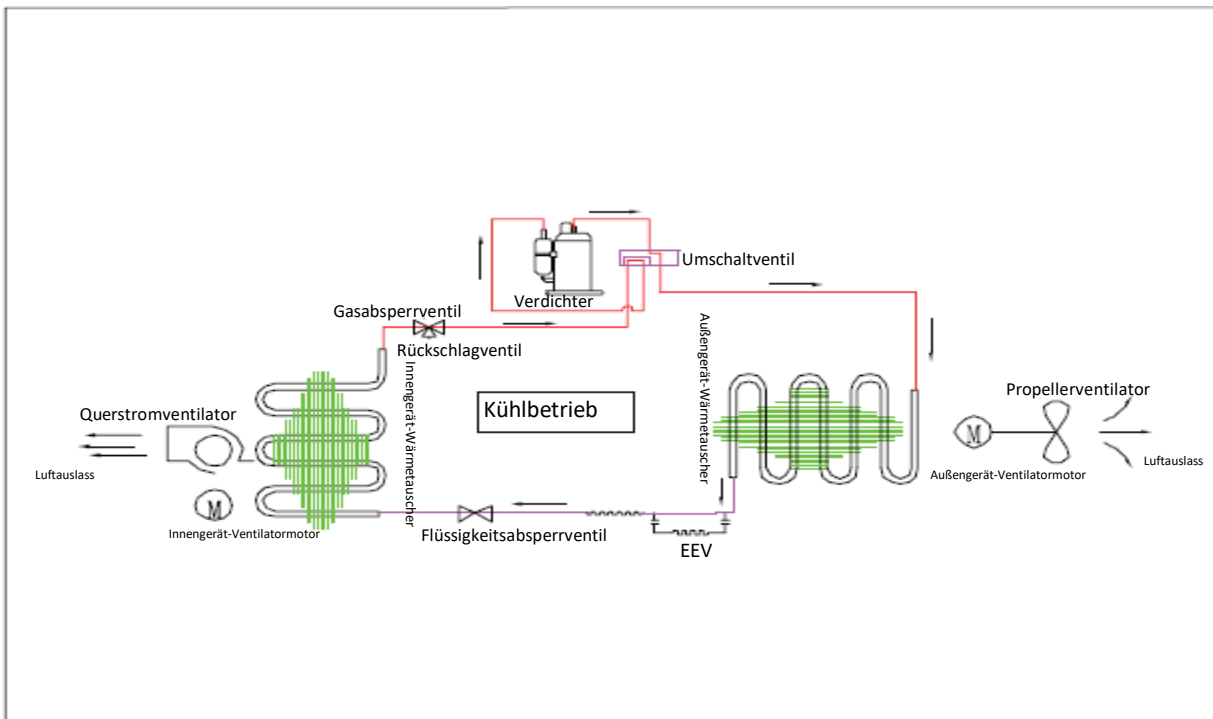 Umschaltventil
Verdichter
Gasabsperrventil
Rückschlagventil
Innengerät-Wärmetauscher
Außengerät-Wärmetauscher
Kühlbetrieb
Querstromventilator
Luftauslass
M
Innengerät-Ventilatormotor
Propellerventilator
M
Luftauslass
Außengerät-Ventilatormotor
Flüssigkeitsabsperrventil
EEV